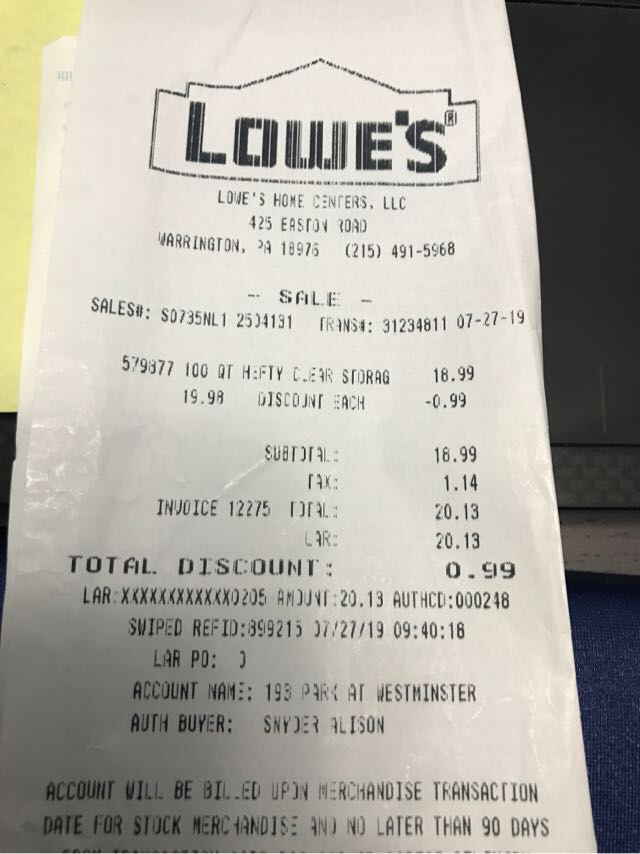 LOWE'S®
LOWE'S HOME CENTERS, LLC
425 EASTON ROAD
WARRINGTON, PA 18976 (215) 491-5968
- SALE -
SALES#: S0735NL1 2504131 TRANS#: 31234811 07-27-19
579877 100 QT HEFTY CLEAR STORAG 18.99
19.98 DISCOUNT EACH -0.99
SUBTOTAL: 18.99
TAX: 1.14
INVOICE 12275 TOTAL: 20.13
LAR: 20.13
TOTAL DISCOUNT: 0.99
LAR:XXXXXXXXXXXX0205 AMOUNT:20.13 AUTHCD:000248
SWIPED REFID:899215 07/27/19 09:40:18
LAR PO: 0
ACCOUNT NAME: 193 PARK AT WESTMINSTER
AUTH BUYER: SNYDER ALISON
ACCOUNT WILL BE BILLED UPON MERCHANDISE TRANSACTION
DATE FOR STOCK MERCHANDISE AND NO LATER THAN 90 DAYS